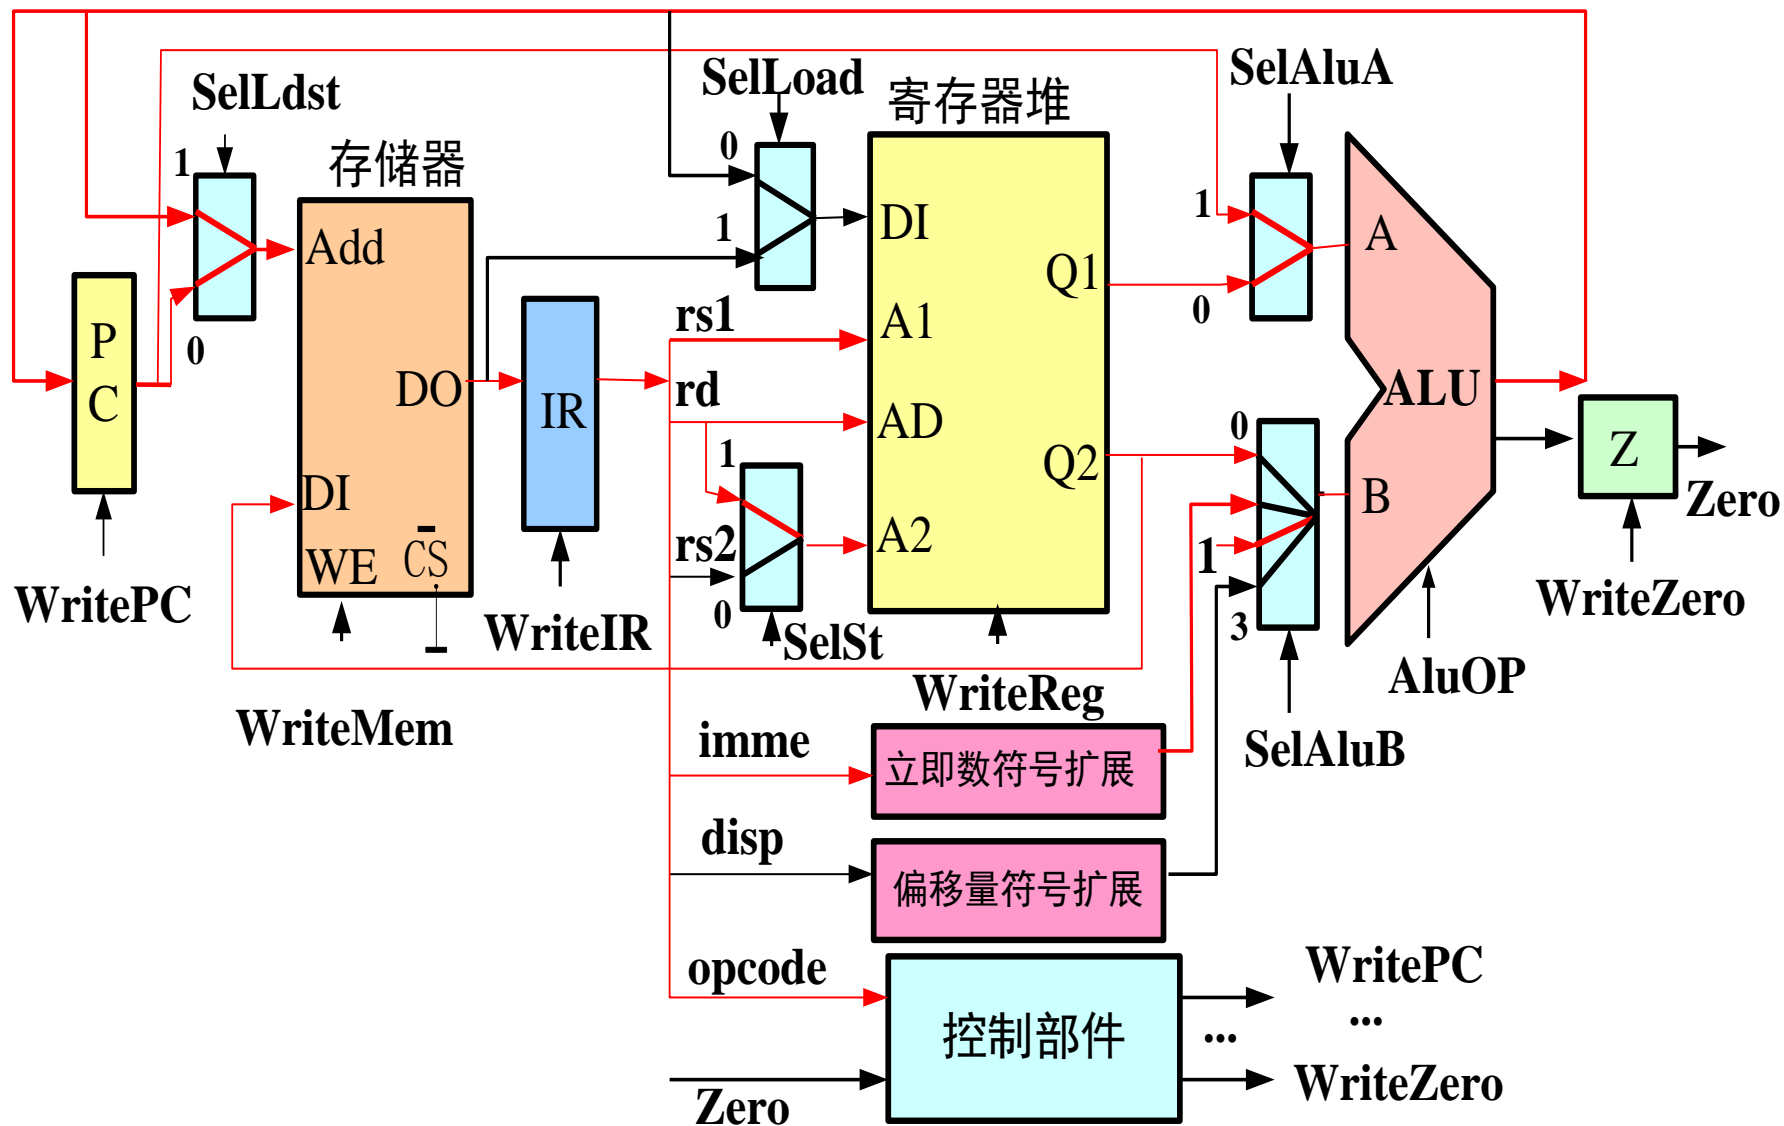 SelLdst
SelLoad
寄存器堆
SelAluA
1
存储器
0
1
Add
DI
Q1
1
A
0
P
C
0
DO
IR
rs1
A1
rd
AD
1
Q2
0
ALU
Z
Zero
DI
WE
CS
rs2
A2
0
1
B
3
WritePC
WriteIR
SelSt
WriteZero
AluOP
WriteMem
WriteReg
SelAluB
imme
立即数符号扩展
disp
偏移量符号扩展
opcode
控制部件
WritePC
...
...
WriteZero
Zero